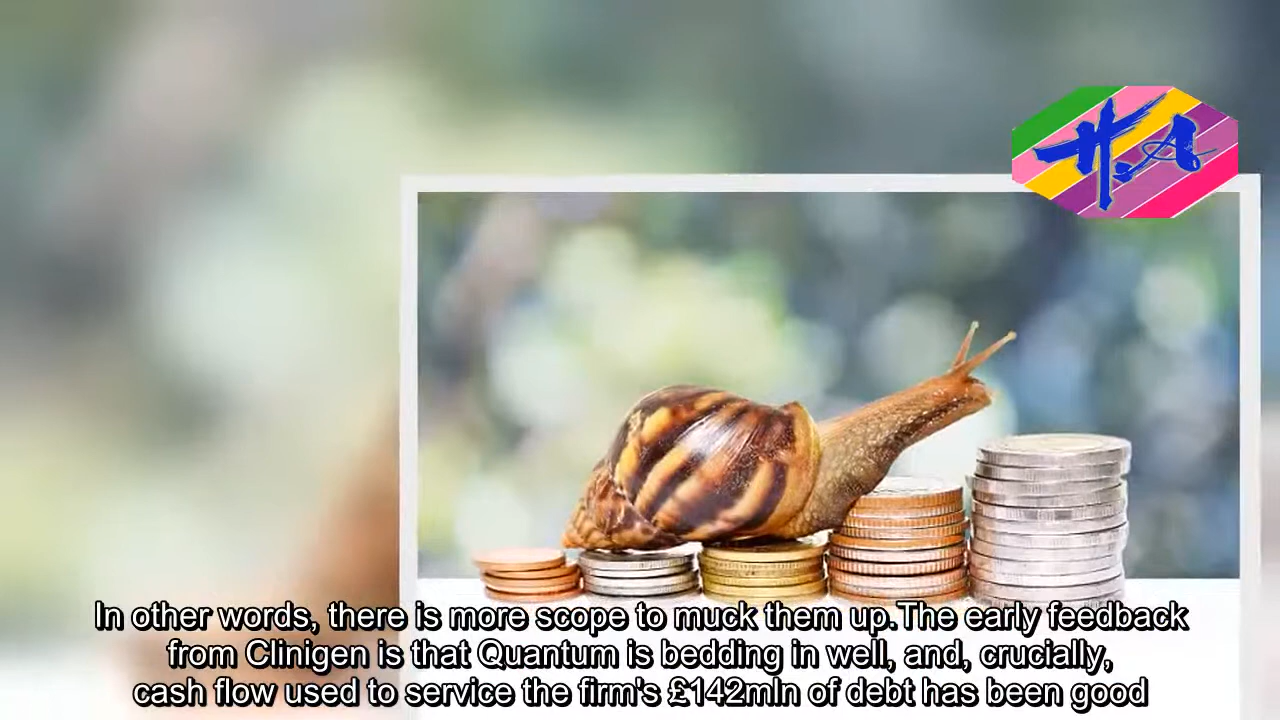 H.A
In other words, there is more scope to muck them up.The early feedback
from Clinigen is that Quantum is bedding in well, and, crucially,
cash flow used to service the firm's £142mln of debt has been good